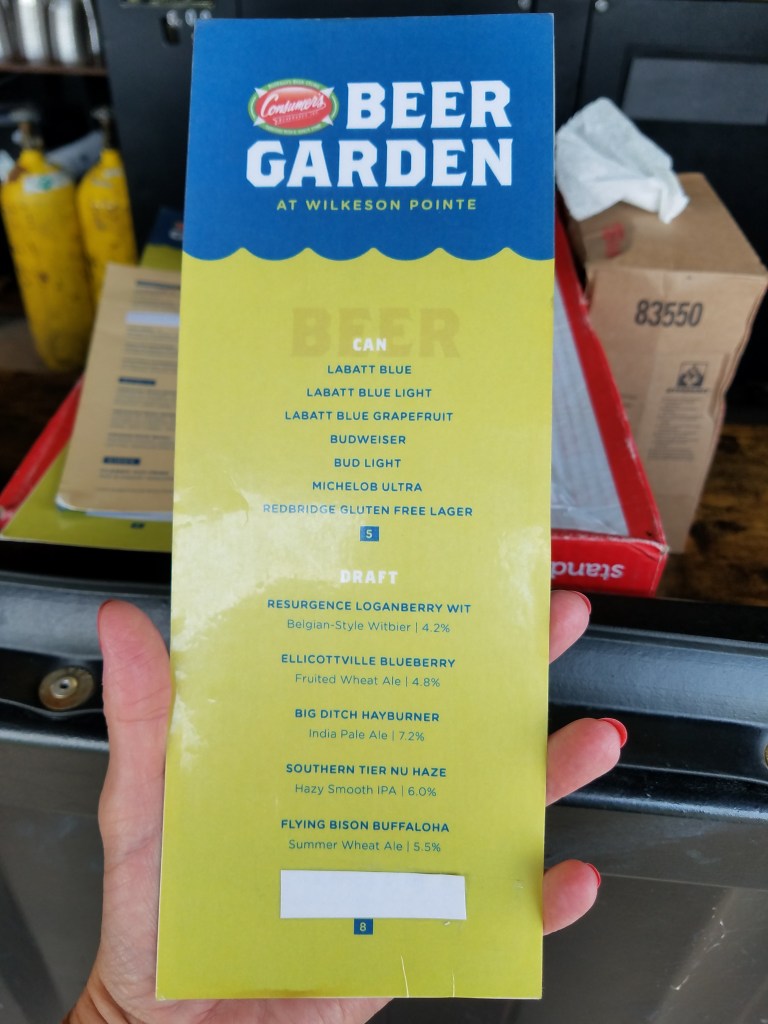 Consumer's
BEER
GARDEN
AT WILKESON POINTE
BEER
CAN
LABATT BLUE
LABATT BLUE LIGHT
LABATT BLUE GRAPEFRUIT
BUDWEISER
BUD LIGHT
MICHELOB ULTRA
REDBRIDGE GLUTEN FREE LAGER
5
DRAFT
RESURGENCE LOGANBERRY WIT
Belgian-Style Witbier | 4.2%
ELLICOTTVILLE BLUEBERRY
Fruited Wheat Ale | 4.8%
BIG DITCH HAYBURNER
India Pale Ale | 7.2%
SOUTHERN TIER NU HAZE
Hazy Smooth IPA | 6.0%
FLYING BISON BUFFALOHA
Summer Wheat Ale | 5.5%
8
83550
stand